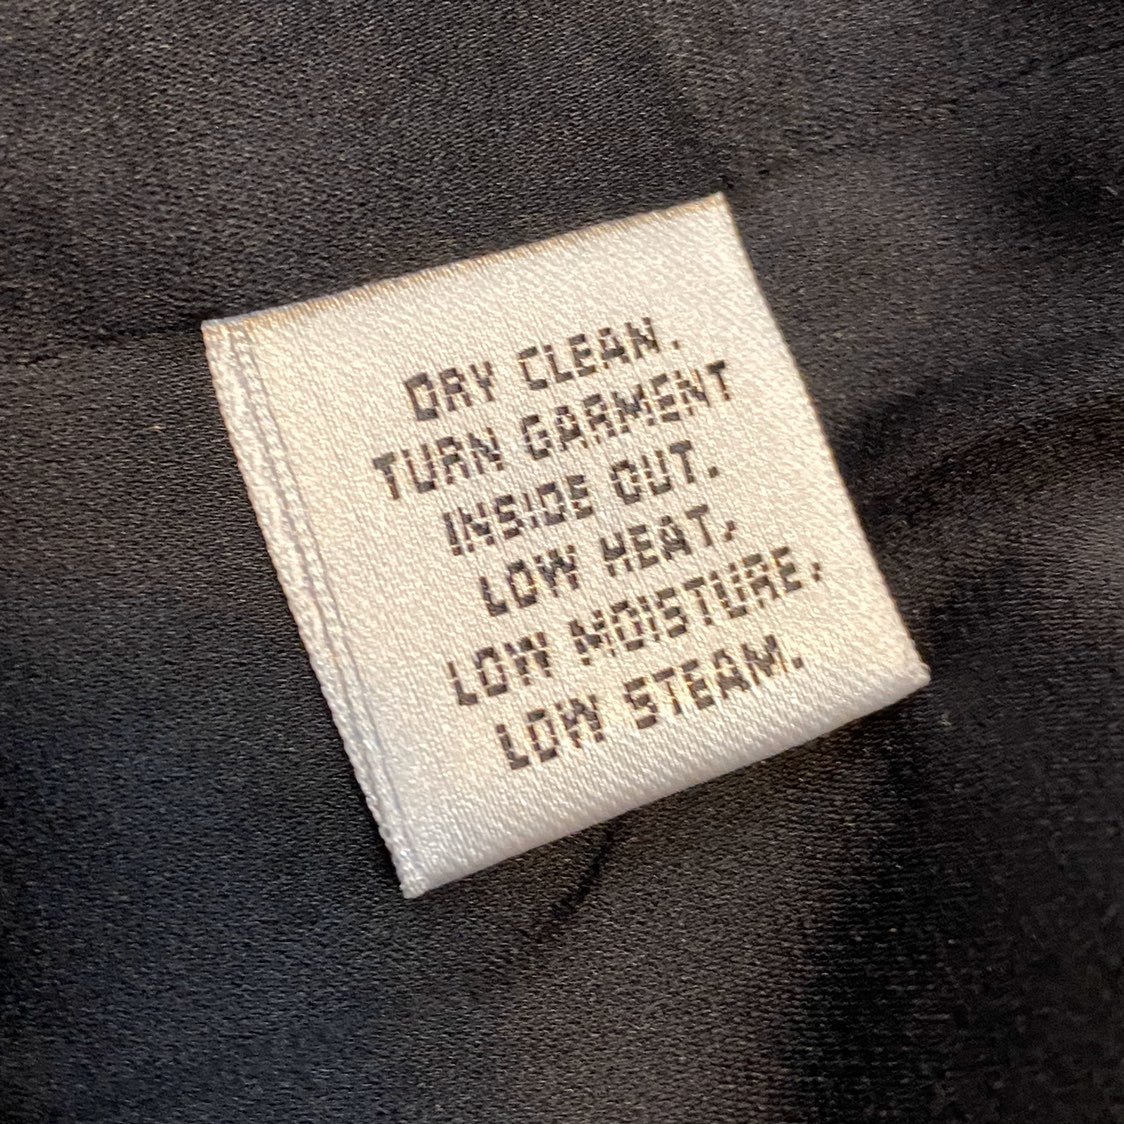 DRY CLEAN.
TURN GARMENT
INSIDE OUT.
LOW HEAT,
LOW MOISTURE,
LOW STEAM.